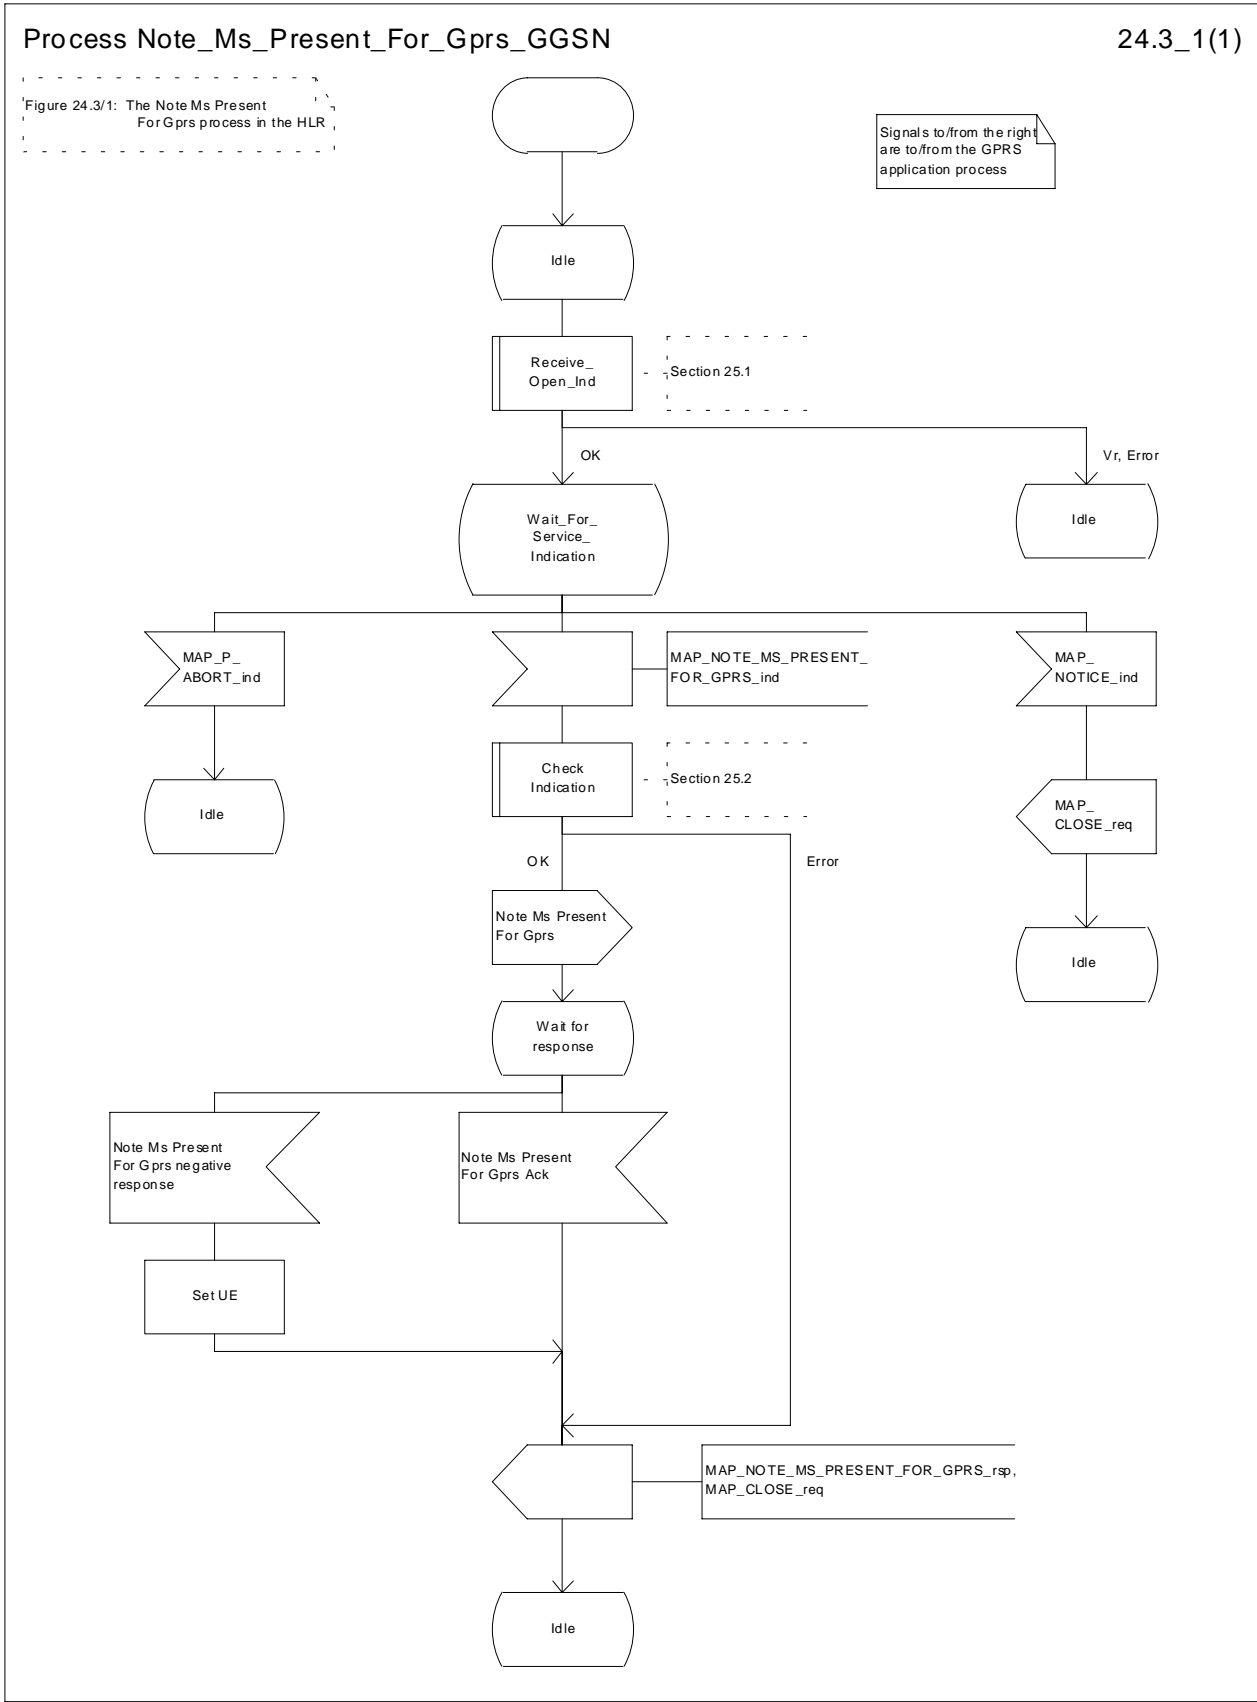 Process Note_Ms_Present_For_Gprs_GGSN
24.3_1(1)
Figure 24.3/1: The Note Ms Present
For Gprs process in the HLR
Signals to/from the right
are to/from the GPRS
application process
Idle
Receive_
Open_Ind
Section 25.1
OK
Vr, Error
Wait_For_
Service_
Indication
Idle
MAP_P_
ABORT_ind
MAP_NOTE_MS_PRESENT_
FOR_GPRS_ind
MAP_
NOTICE_ind
Check
Indication
Section 25.2
Idle
MAP_
CLOSE_req
OK
Error
Note Ms Present
For Gprs
Idle
Wait for
response
Note Ms Present
For Gprs negative
response
Note Ms Present
For Gprs Ack
Set UE
MAP_NOTE_MS_PRESENT_FOR_GPRS_rsp,
MAP_CLOSE_req
Idle